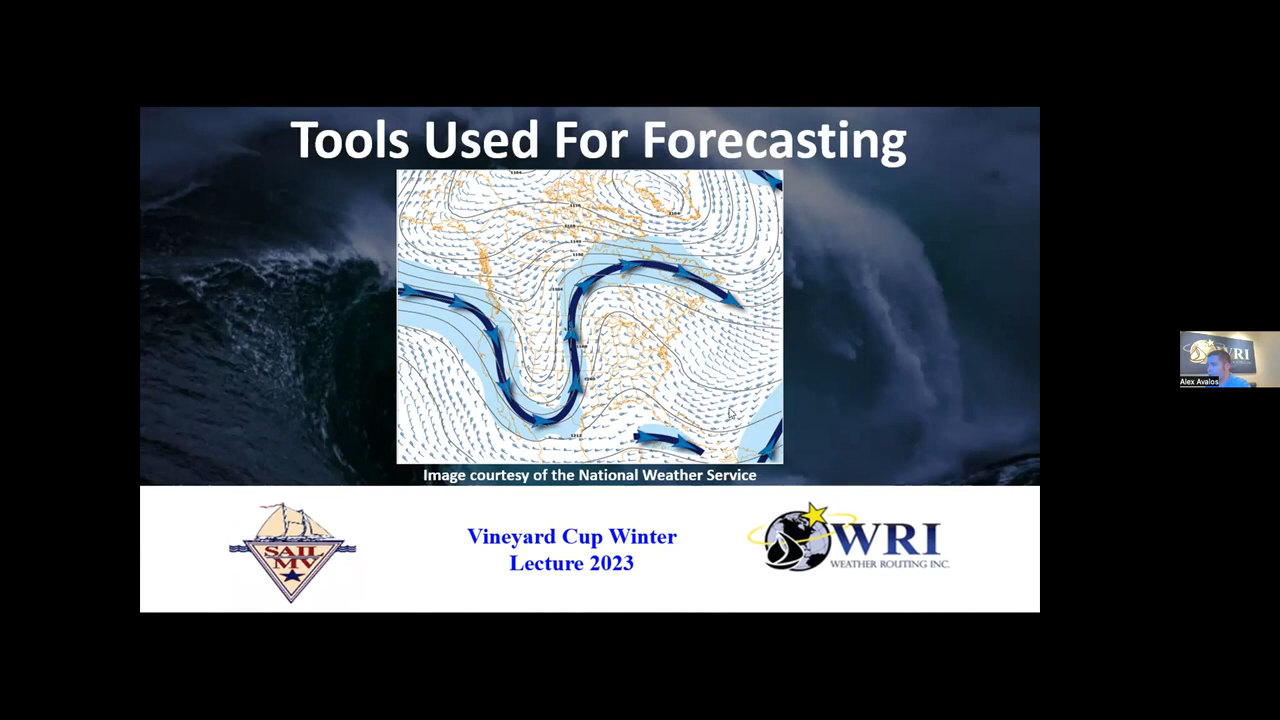 Tools Used For Forecasting
Image courtesy of the National Weather Service
SAIL
MV
Vineyard Cup Winter
Lecture 2023
WRI
WEATHER ROUTING INC.
WRI
Alex Avalos